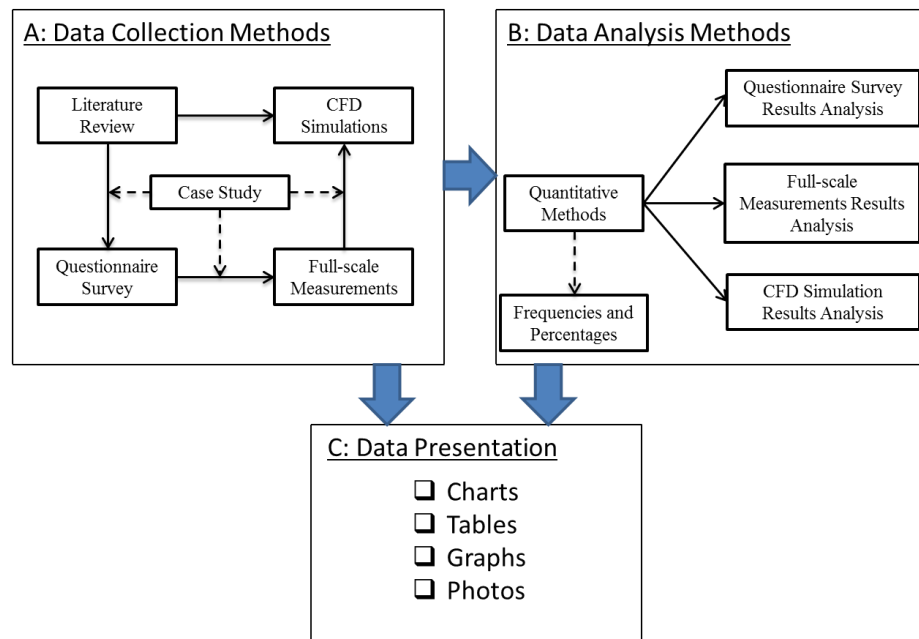 A: Data Collection Methods
Literature
Review
CFD
Simulations
Case Study
Questionnaire
Survey
Full-scale
Measurements
B: Data Analysis Methods
Questionnaire Survey
Results Analysis
Quantitative
Methods
Full-scale
Measurements Results
Analysis
CFD Simulation
Results Analysis
Frequencies and
Percentages
C: Data Presentation
Charts
Tables
Graphs
Photos